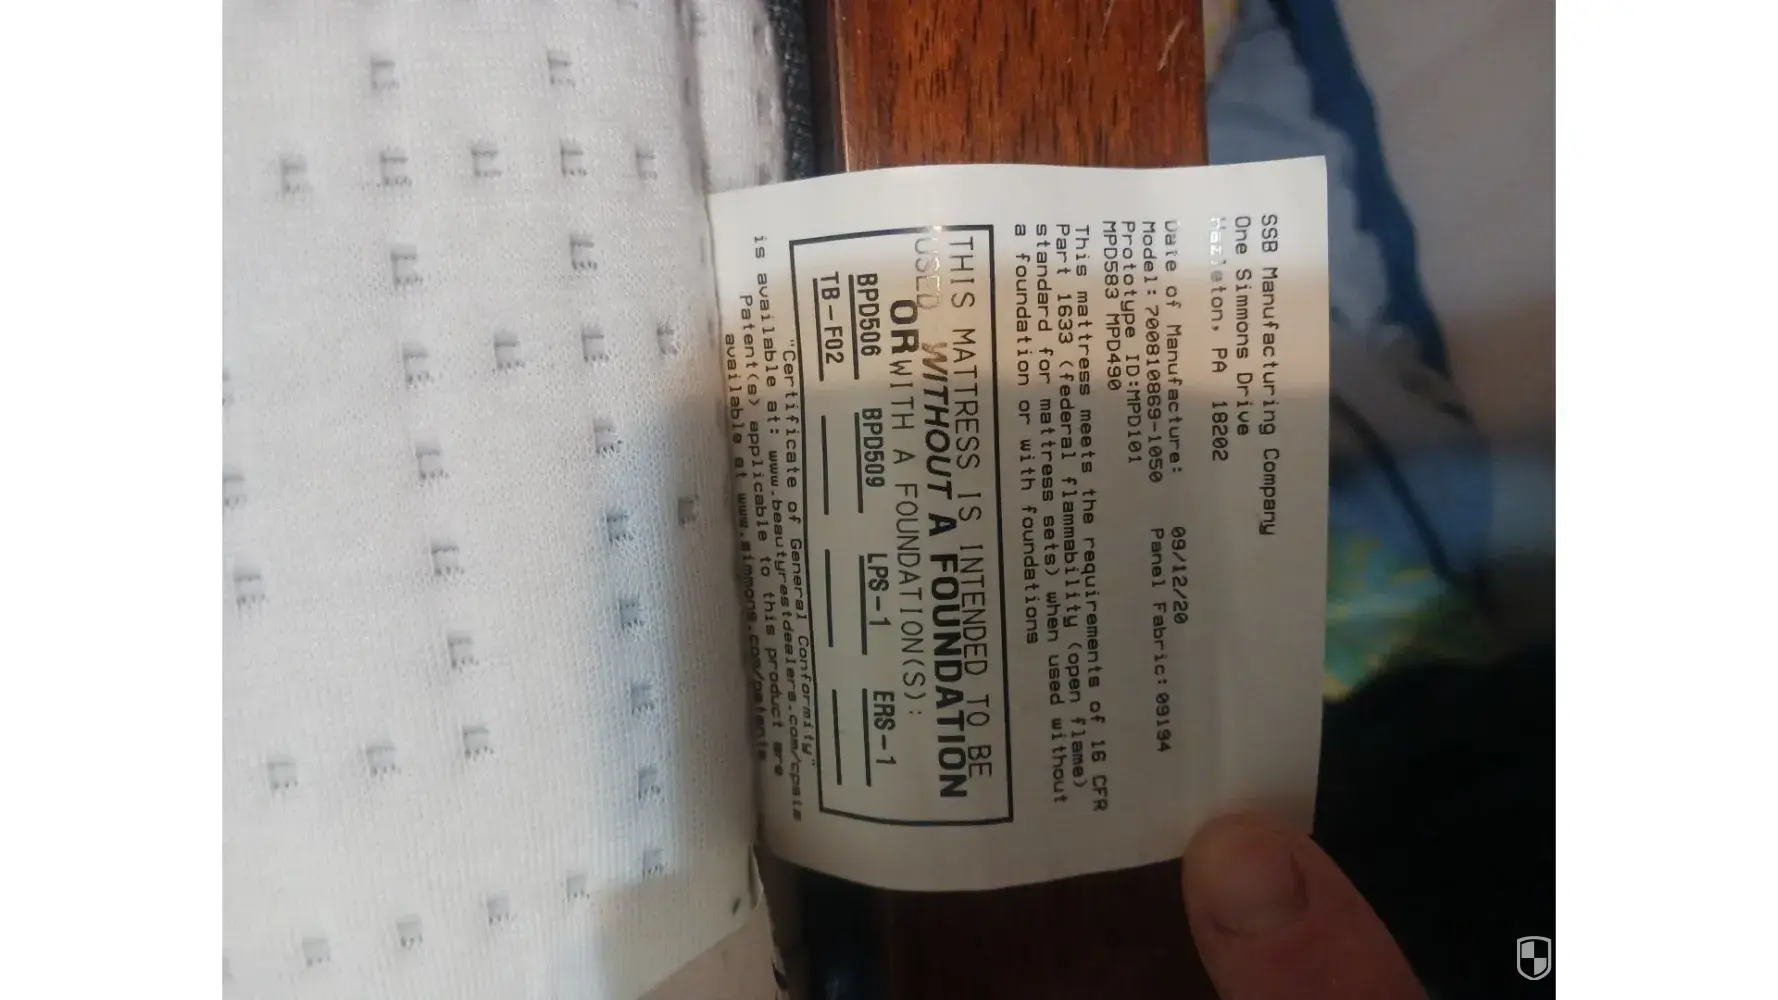 SSB Manufacturing Company
One Simmons Drive
Hazleton, PA 18202
Date of Manufacture: 09/12/20
Model: 700810869-1050 Panel Fabric: 09194
Prototype ID:MPD101
MPD583 MPD490
This mattress meets the requirements of 16 CFR
Part 1633 (federal flammability (open flame)
standard for mattress sets) when used without
a foundation or with foundations
THIS MATTRESS IS INTENDED TO BE
USED WITHOUT A FOUNDATION
OR WITH A FOUNDATION(S):
BPD506 BPD509 LPS-1 ERS-1
TB-F02
"Certificate of General Conformity"
is available at: www.beautyrestdealers.com/cpsia
Patent(s) applicable to this product are
available at www.simmons.com/patents